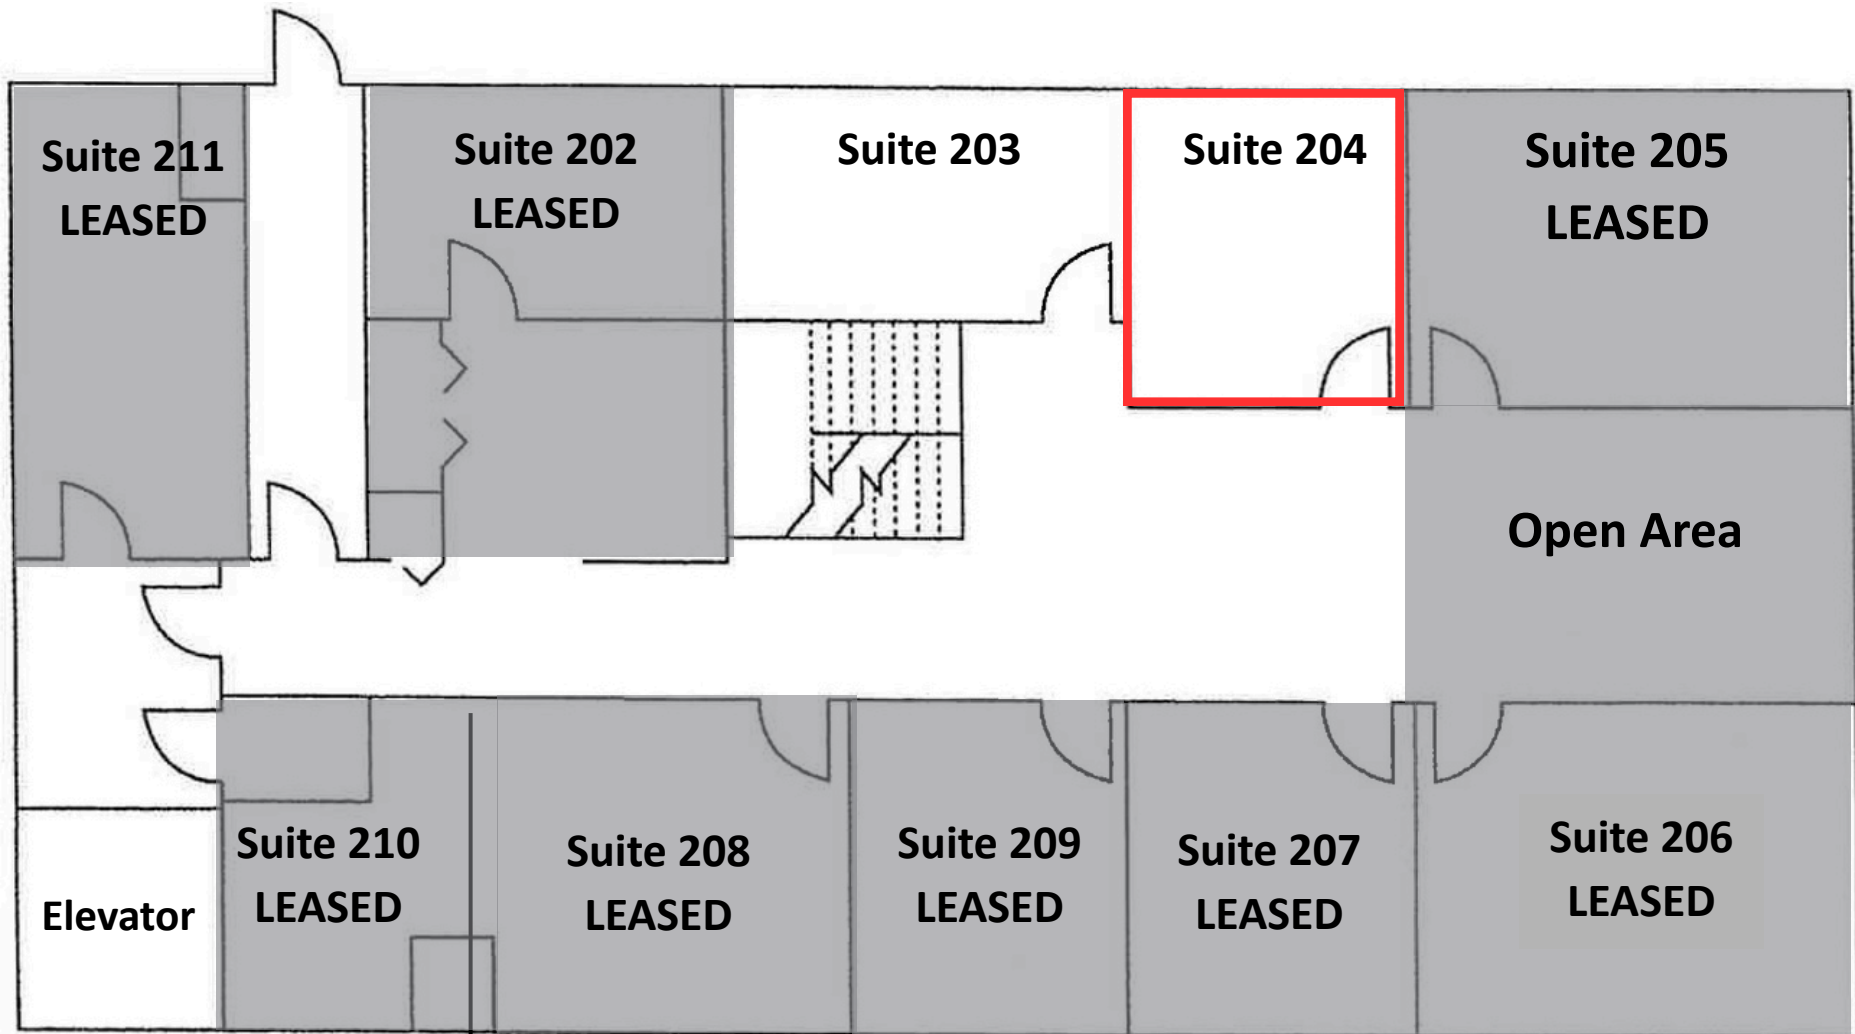 Suite 211
LEASED
Suite 202
LEASED
Suite 203
Suite 204
Suite 205
LEASED
Open Area
Elevator
Suite 210
LEASED
Suite 208
LEASED
Suite 209
LEASED
Suite 207
LEASED
Suite 206
LEASED